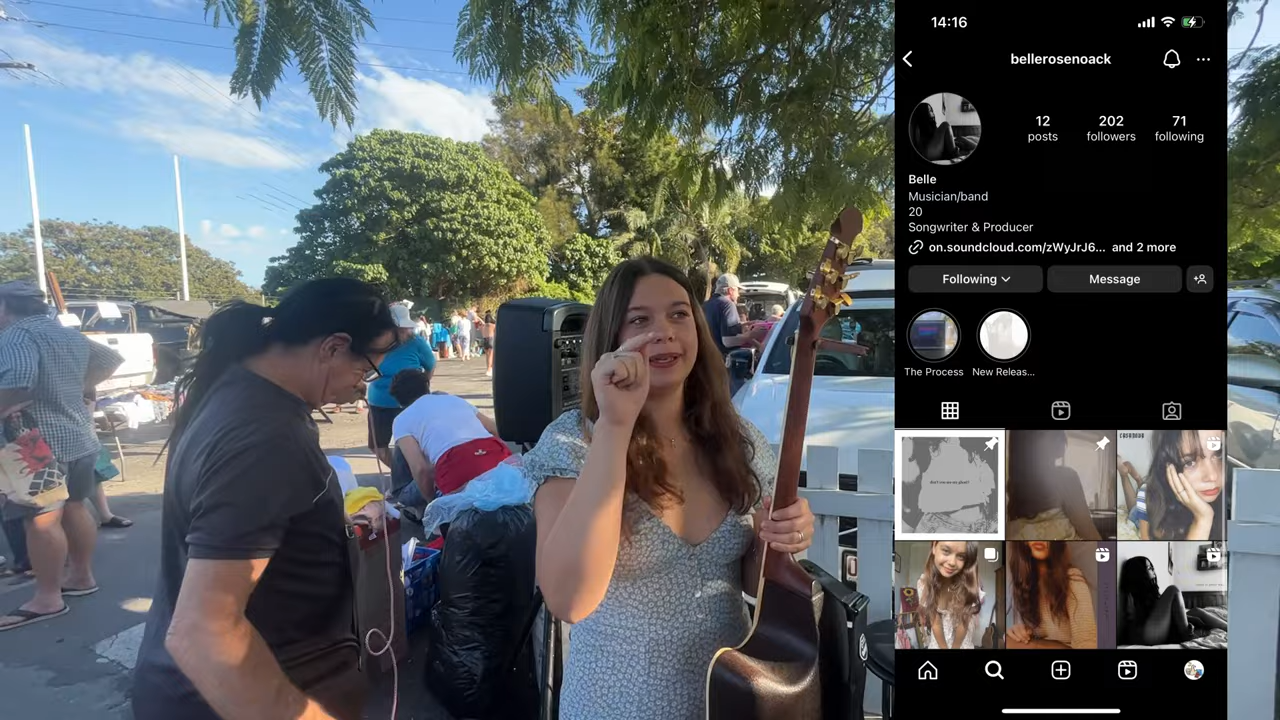 14:16
bellerosenoack
12
posts
202
followers
71
following
Belle
Musician/band
20
Songwriter & Producer
on.soundcloud.com/zWyJrJ6... and 2 more
Following
Message
The Process
New Releas...